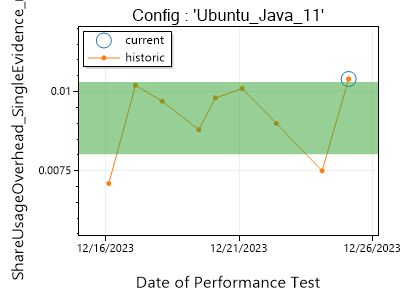 Config : 'Ubuntu_Java_11'
current
historic
0.01
0.0075
ShareUsageOverhead_SingleEvidence_
12/16/2023
12/21/2023
12/26/2023
Date of Performance Test